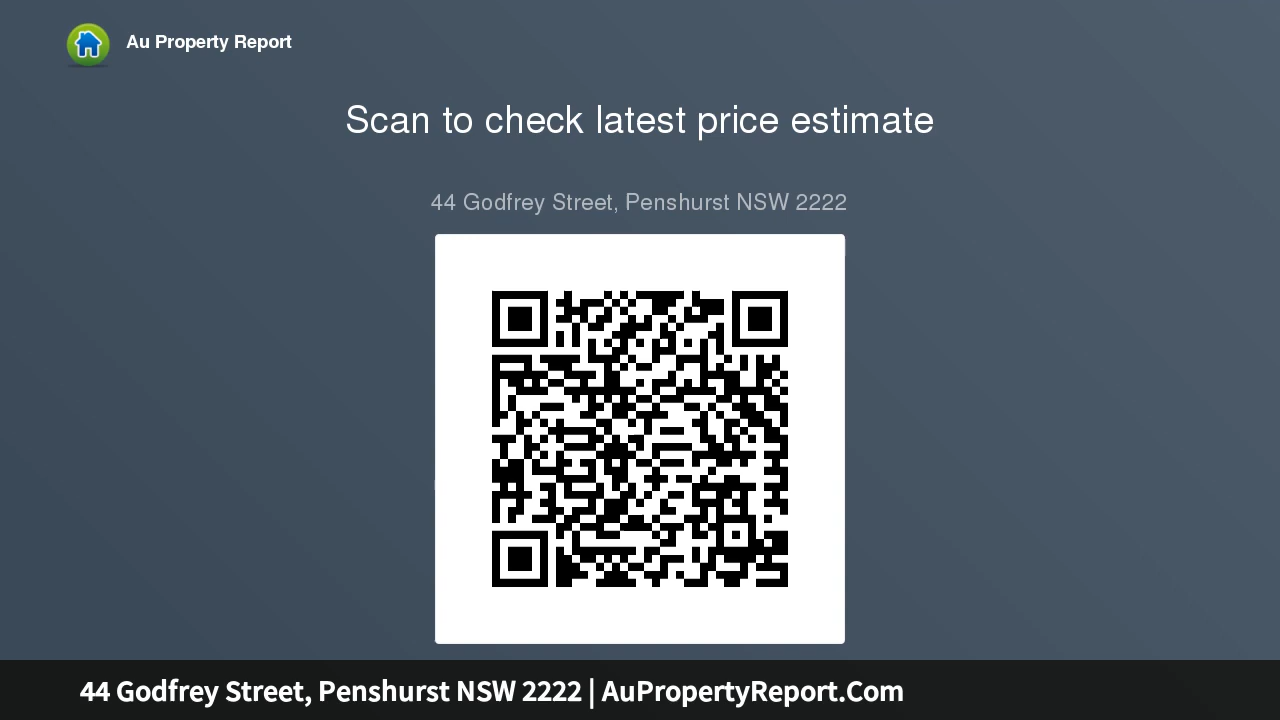 Au Property Report
Scan to check latest price estimate
44 Godfrey Street, Penshurst NSW 2222
44 Godfrey Street, Penshurst NSW 2222 | AuPropertyReport.Com